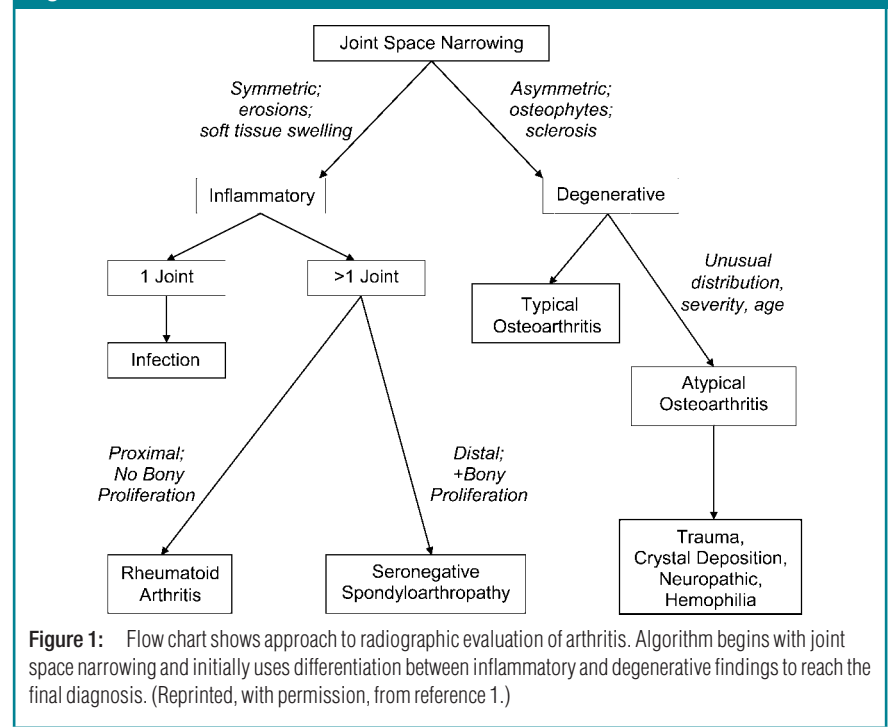 Joint Space Narrowing
Symmetric;
erosions;
soft tissue swelling
Asymmetric;
osteophytes;
sclerosis
Inflammatory
Degenerative
1 Joint
>1 Joint
Unusual
distribution,
severity, age
Typical
Osteoarthritis
Infection
Atypical
Osteoarthritis
Proximal;
No Bony
Proliferation
Distal;
+Bony
Proliferation
Rheumatoid
Arthritis
Seronegative
Spondyloarthropathy
Trauma,
Crystal Deposition,
Neuropathic,
Hemophilia
Figure 1: Flow chart shows approach to radiographic evaluation of arthritis. Algorithm begins with joint
space narrowing and initially uses differentiation between inflammatory and degenerative findings to reach the
final diagnosis. (Reprinted, with permission, from reference 1.)